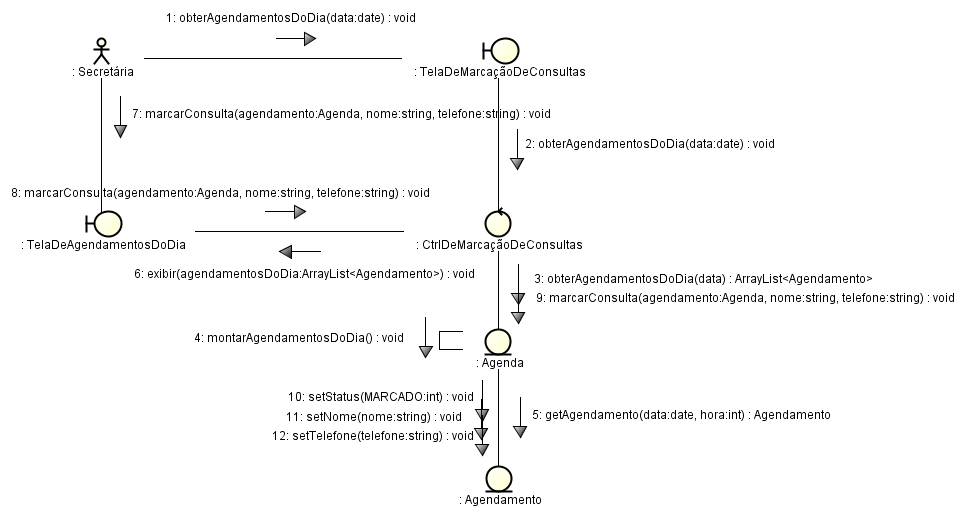 1: obterAgendamentosDoDia(data:date) : void
: Secretária
: TelaDeMarcaçãoDeConsultas
7: marcarConsulta(agendamento:Agenda, nome:string, telefone:string) : void
2: obterAgendamentosDoDia(data:date) : void
8: marcarConsulta(agendamento:Agenda, nome:string, telefone:string) : void
: TelaDeAgendamentosDoDia
: CtrlDeMarcaçãoDeConsultas
6: exibir(agendamentosDoDia:ArrayList<Agendamento>) : void
3: obterAgendamentosDoDia(data) : ArrayList<Agendamento>
9: marcarConsulta(agendamento:Agenda, nome:string, telefone:string) : void
4: montarAgendamentosDoDia() : void
: Agenda
10: setStatus(MARCADO:int) : void
11: setNome(nome:string) : void
5: getAgendamento(data:date, hora:int) : Agendamento
12: setTelefone(telefone:string) : void
: Agendamento